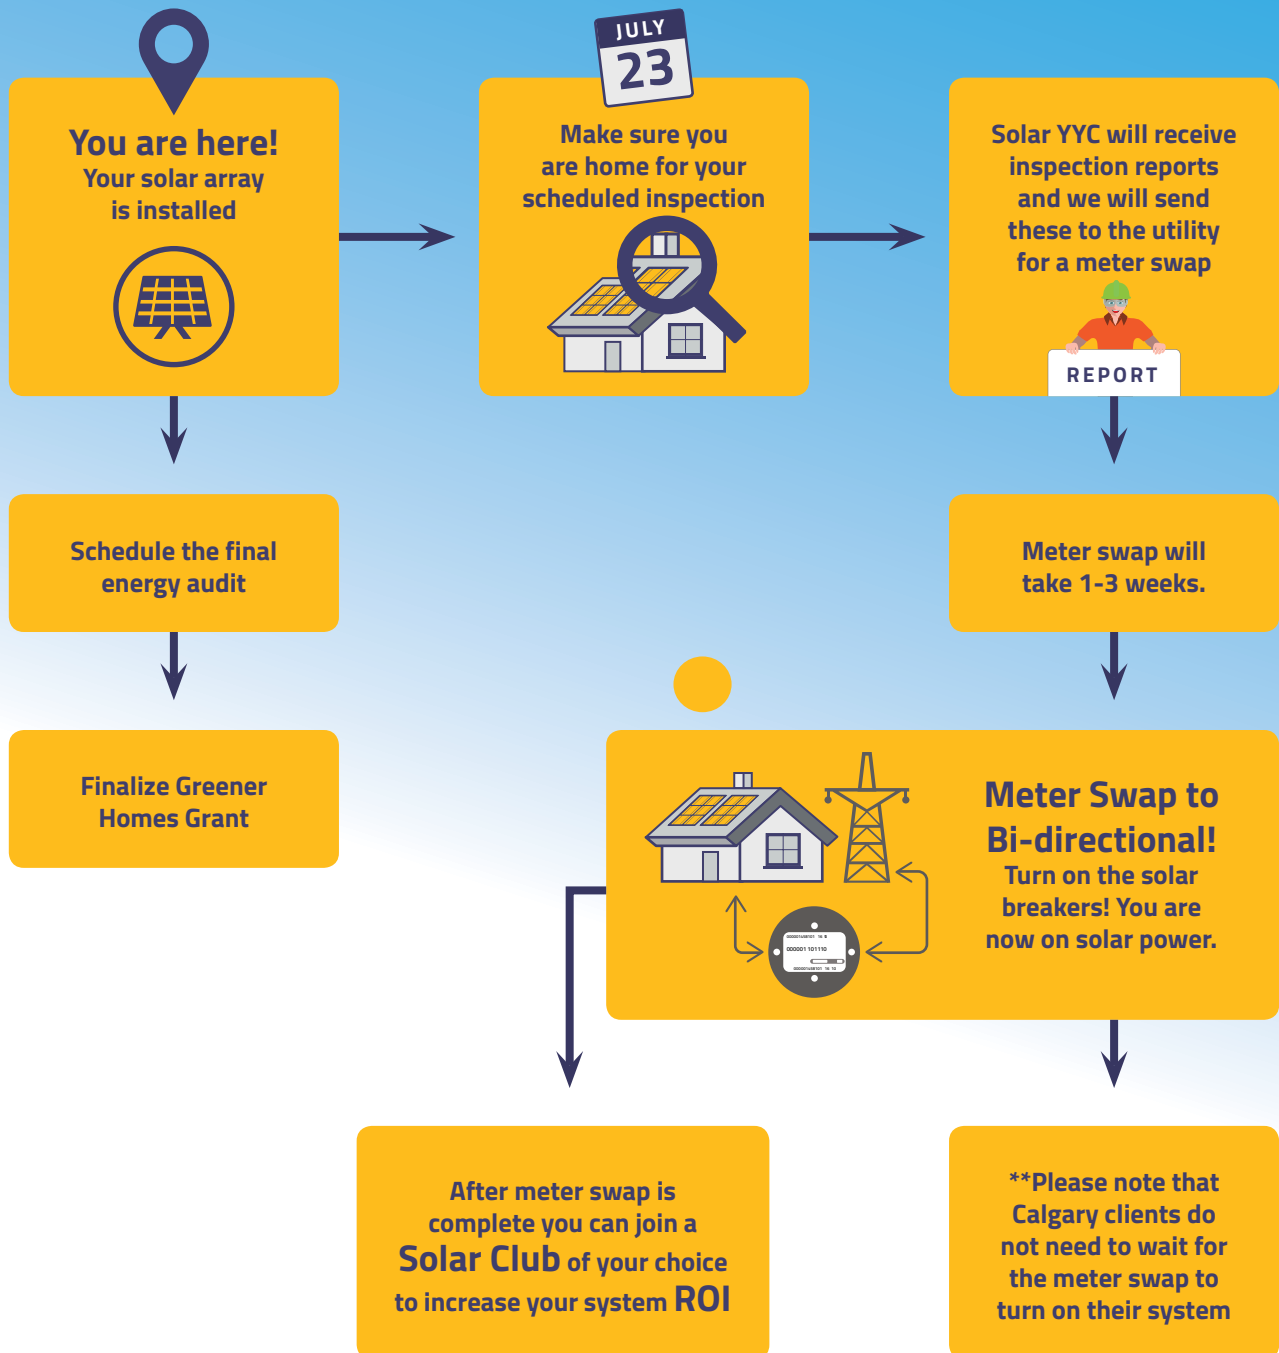 You are here!
Your solar array
is installed
JULY
23
Make sure you
are home for your
scheduled inspection
Solar YYC will receive
inspection reports
and we will send
these to the utility
for a meter swap
REPORT
Schedule the final
energy audit
Meter swap will
take 1-3 weeks.
Finalize Greener
Homes Grant
Meter Swap to
Bi-directional!
Turn on the solar
breakers! You are
now on solar power.
000001 101110
After meter swap is
complete you can join a
Solar Club of your choice
to increase your system ROI
**Please note that
Calgary clients do
not need to wait for
the meter swap to
turn on their system